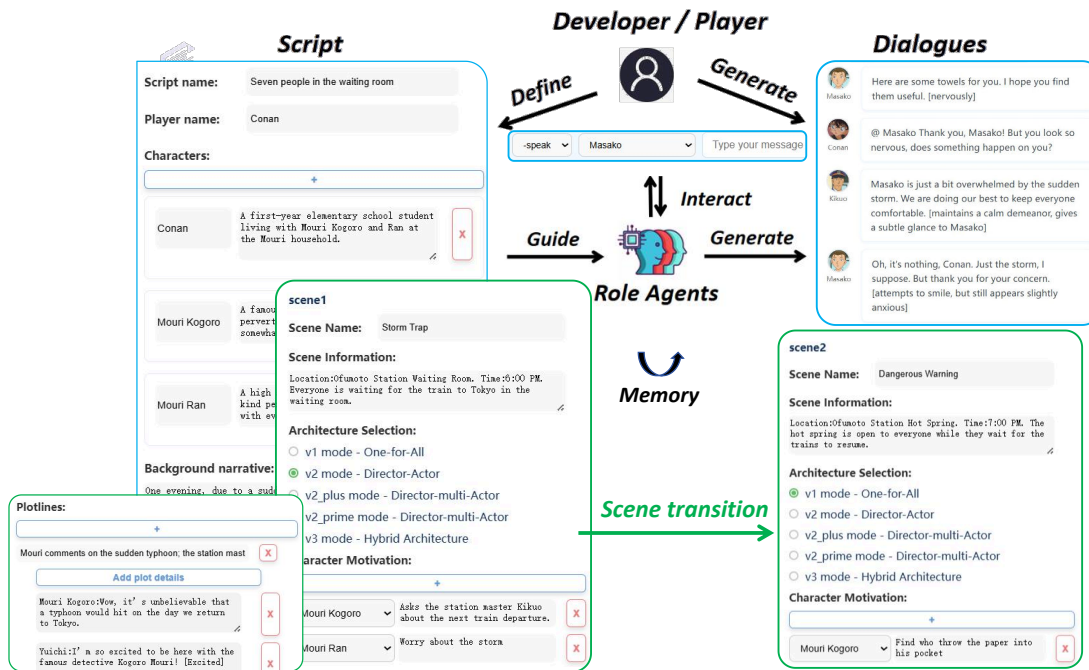 Developer / Player
Script
Dialogues
Define
Generate
Script name:
Seven people in the waiting room
Player name:
Conan
Characters:
+
Conan
A first-year elementary school student
living with Mouri Kogoro and Ran at
the Mouri household.
X
Mouri Kogoro
A famou
pervert
somewha
Mouri Ran
A high
kind pe
with ev
Background narrative:
One evening, due to a sudd
-speak
Masako
Type your message
Interact
Guide
Generate
Role Agents
Memory
Masako
Here are some towels for you. I hope you find
them useful. [nervously]
Conan
@ Masako Thank you, Masako! But you look so
nervous, does something happen on you?
Kikuo
Masako is just a bit overwhelmed by the sudden
storm. We are doing our best to keep everyone
comfortable. [maintains a calm demeanor, gives
a subtle glance to Masako]
Masako
Oh, it's nothing, Conan. Just the storm, I
suppose. But thank you for your concern.
[attempts to smile, but still appears slightly
anxious]
scene1
Scene Name:
Storm Trap
Scene Information:
Location:Ofumoto Station Waiting Room. Time:6:00 PM.
Everyone is waiting for the train to Tokyo in the
waiting room.
Architecture Selection:
v1 mode - One-for-All
v2 mode - Director-Actor
v2_plus mode - Director-multi-Actor
v2_prime mode - Director-multi-Actor
v3 mode - Hybrid Architecture
aracter Motivation:
+
Mouri Kogoro
Asks the station master Kikuo
about the next train departure.
X
Mouri Ran
Worry about the storm
X
Plotlines:
+
Mouri comments on the sudden typhoon; the station mast
X
Add plot details
Mouri Kogoro:Wow, it's unbelievable that
a typhoon would hit on the day we return
to Tokyo.
X
Yuichi:I'm so excited to be here with the
famous detective Kogoro Mouri! [Excited]
X
Scene transition
scene2
Scene Name:
Dangerous Warning
Scene Information:
Location:Ofumoto Station Hot Spring. Time:7:00 PM. The
hot spring is open to everyone while they wait for the
trains to resume.
Architecture Selection:
v1 mode - One-for-All
v2 mode - Director-Actor
v2_plus mode - Director-multi-Actor
v2_prime mode - Director-multi-Actor
v3 mode - Hybrid Architecture
Character Motivation:
+
Mouri Kogoro
Find who throw the paper into
his pocket
X